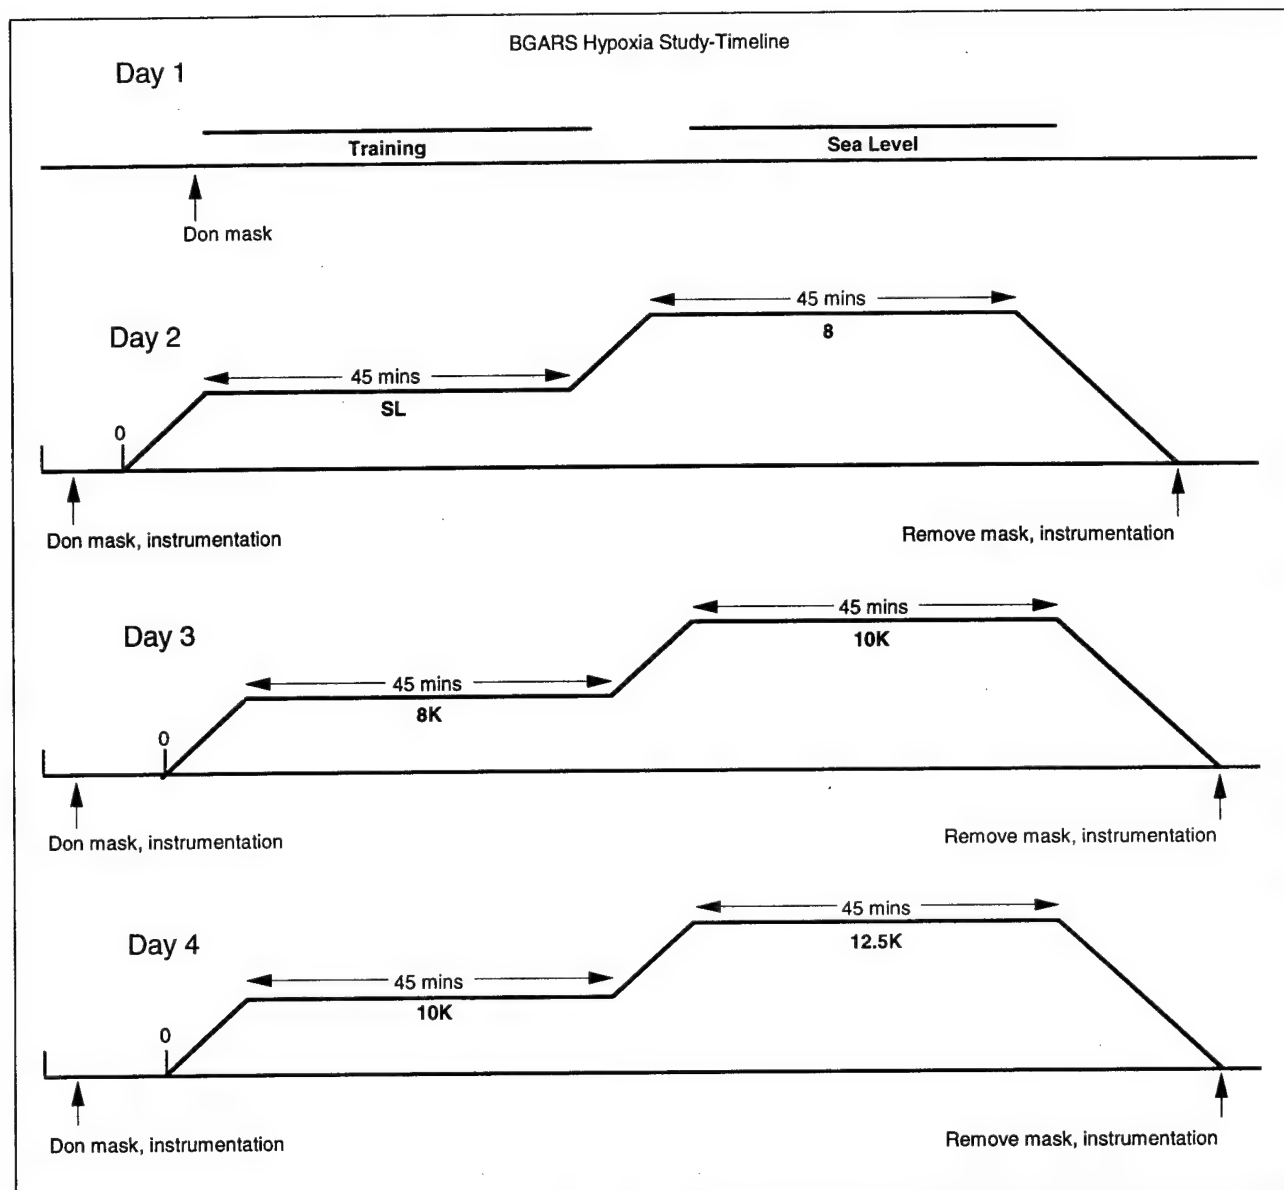 BGARS Hypoxia Study-Timeline
Day 1
Training
Sea Level
Don mask
Day 2
45 mins
8
45 mins
SL
0
Don mask, instrumentation
Remove mask, instrumentation
Day 3
45 mins
10K
45 mins
8K
0
Don mask, instrumentation
Remove mask, instrumentation
Day 4
45 mins
12.5K
45 mins
10K
0
Don mask, instrumentation
Remove mask, instrumentation